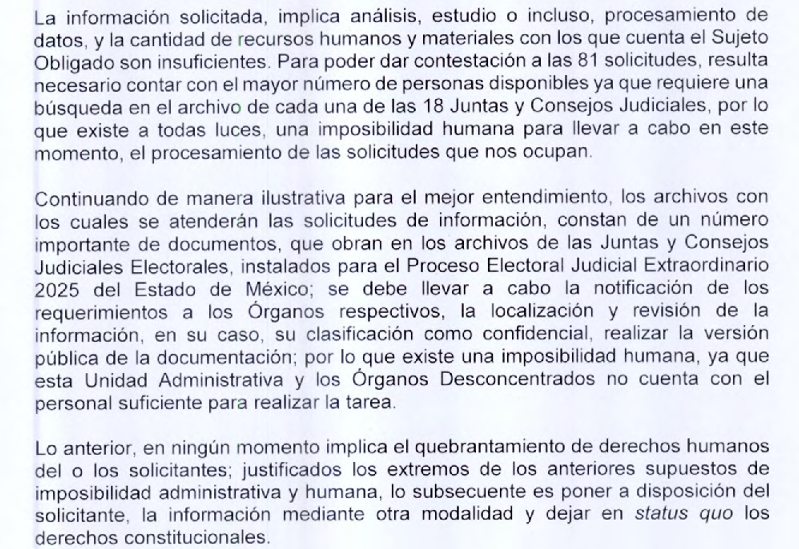 La información solicitada, implica análisis, estudio o incluso, procesamiento de
datos, y la cantidad de recursos humanos y materiales con los que cuenta el Sujeto
Obligado son insuficientes. Para poder dar contestación a las 81 solicitudes, resulta
necesario contar con el mayor número de personas disponibles ya que requiere una
búsqueda en el archivo de cada una de las 18 Juntas y Consejos Judiciales, por lo
que existe a todas luces, una imposibilidad humana para llevar a cabo en este
momento, el procesamiento de las solicitudes que nos ocupan.

Continuando de manera ilustrativa para el mejor entendimiento, los archivos con
los cuales se atenderán las solicitudes de información, constan de un número
importante de documentos, que obran en los archivos de las Juntas y Consejos
Judiciales Electorales, instalados para el Proceso Electoral Judicial Extraordinario
2025 del Estado de México; se debe llevar a cabo la notificación de los
requerimientos a los Órganos respectivos, la localización y revisión de la
información, en su caso, su clasificación como confidencial, realizar la versión
pública de la documentación; por lo que existe una imposibilidad humana, ya que
esta Unidad Administrativa y los Órganos Desconcentrados no cuenta con el
personal suficiente para realizar la tarea.

Lo anterior, en ningún momento implica el quebrantamiento de derechos humanos
del o los solicitantes; justificados los extremos de los anteriores supuestos de
imposibilidad administrativa y humana, lo subsecuente es poner a disposición del
solicitante, la información mediante otra modalidad y dejar en status quo los
derechos constitucionales.